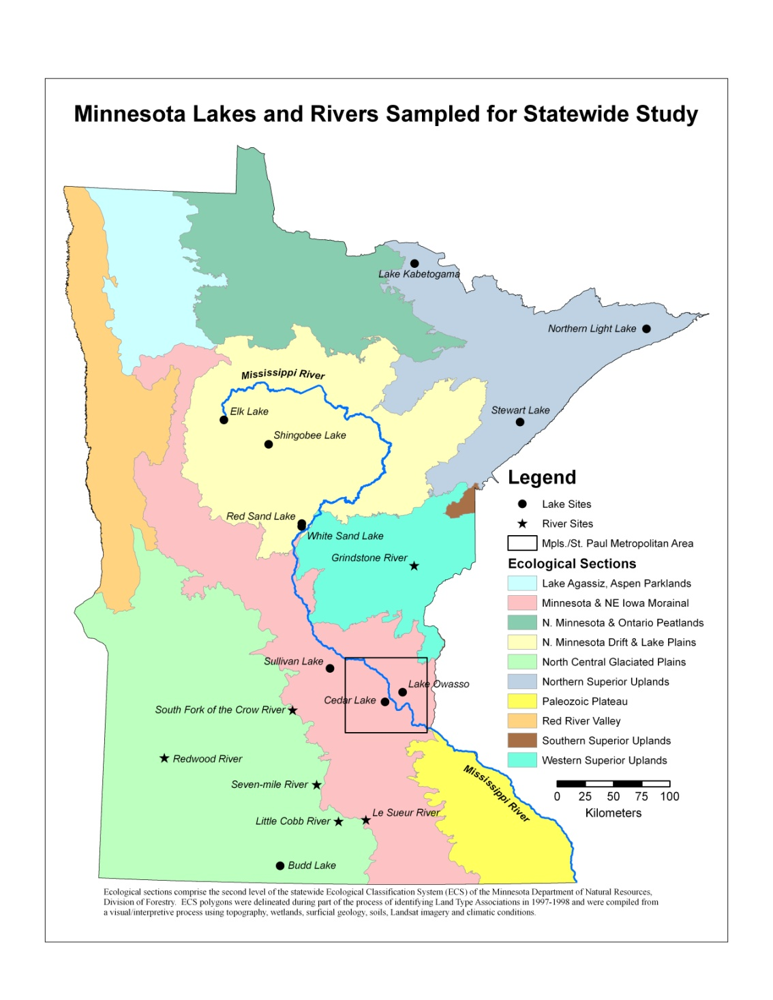 Minnesota Lakes and Rivers Sampled for Statewide Study
Lake Kabetogama
Northern Light Lake
Mississippi River
Elk Lake
Stewart Lake
Shingobee Lake
Red Sand Lake
White Sand Lake
Grindstone River
Sullivan Lake
Lake Owasso
Cedar Lake
South Fork of the Crow River
Redwood River
Mississippi River
Seven-mile River
Le Sueur River
Little Cobb River
Budd Lake
Legend
Lake Sites
River Sites
Mpls./St. Paul Metropolitan Area
Ecological Sections
Lake Agassiz, Aspen Parklands
Minnesota & NE Iowa Morainal
N. Minnesota & Ontario Peatlands
N. Minnesota Drift & Lake Plains
North Central Glaciated Plains
Northern Superior Uplands
Paleozoic Plateau
Red River Valley
Southern Superior Uplands
Western Superior Uplands
0 25 50 75 100
Kilometers
Ecological sections comprise the second level of the statewide Ecological Classification System (ECS) of the Minnesota Department of Natural Resources,
Division of Forestry. ECS polygons were delineated during part of the process of identifying Land Type Associations in 1997-1998 and were compiled from
a visual/interpretive process using topography, wetlands, surficial geology, soils, Landsat imagery and climatic conditions.